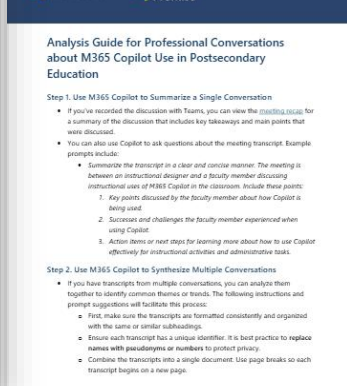 Analysis Guide for Professional Conversations
about M365 Copilot Use in Postsecondary
Education
Step 1. Use M365 Copilot to Summarize a Single Conversation
• If you've recorded the discussion with Teams, you can view the meeting recap for
a summary of the discussion that includes key takeaways and main points that
were discussed.
• You can also use Copilot to ask questions about the meeting transcript. Example
prompts include:
• Summarize the transcript in a clear and concise manner. The meeting is
between an instructional designer and a faculty member discussing
instructional uses of M365 Copilot in the classroom. Include these points:
1. Key points discussed by the faculty member about how Copilot is
being used.
2. Successes and challenges the faculty member experienced when
using Copilot.
3. Action items or next steps for learning more about how to use Copilot
effectively for instructional activities and administrative tasks.
Step 2. Use M365 Copilot to Synthesize Multiple Conversations
• If you have transcripts from multiple conversations, you can analyze them
together to identify common themes or trends. The following instructions and
prompt suggestions will facilitate this process:
o First, make sure the transcripts are formatted consistently and organized
with the same or similar subheadings.
o Ensure each transcript has a unique identifier. It is best practice to replace
names with pseudonyms or numbers to protect privacy.
o Combine the transcripts into a single document. Use page breaks so each
transcript begins on a new page.